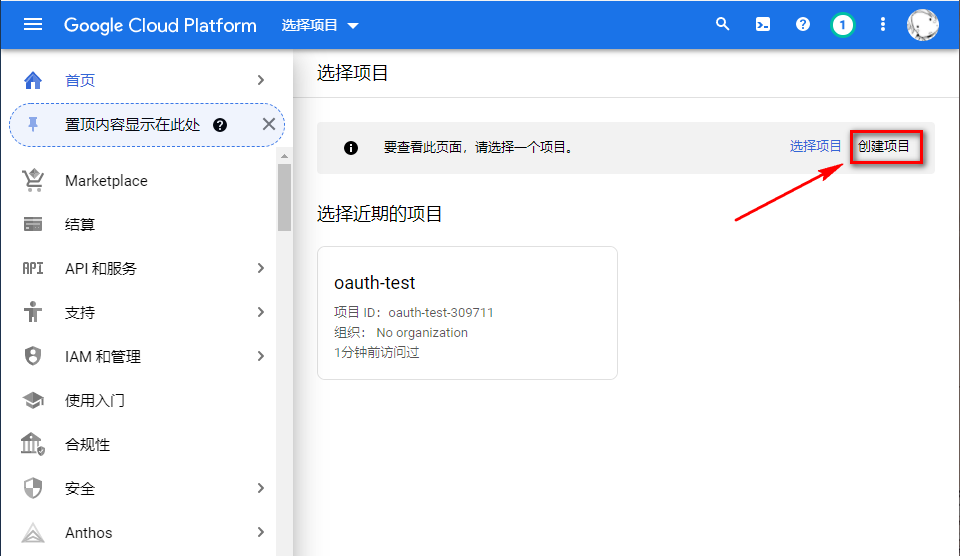 Google Cloud Platform 选择项目 1
首页
置顶内容显示在此处
Marketplace
结算
API 和服务
支持
IAM 和管理
使用入门
合规性
安全
Anthos
选择项目
要查看此页面，请选择一个项目。 选择项目 创建项目
选择近期的项目
oauth-test
项目 ID：oauth-test-309711
组织： No organization
1分钟前访问过